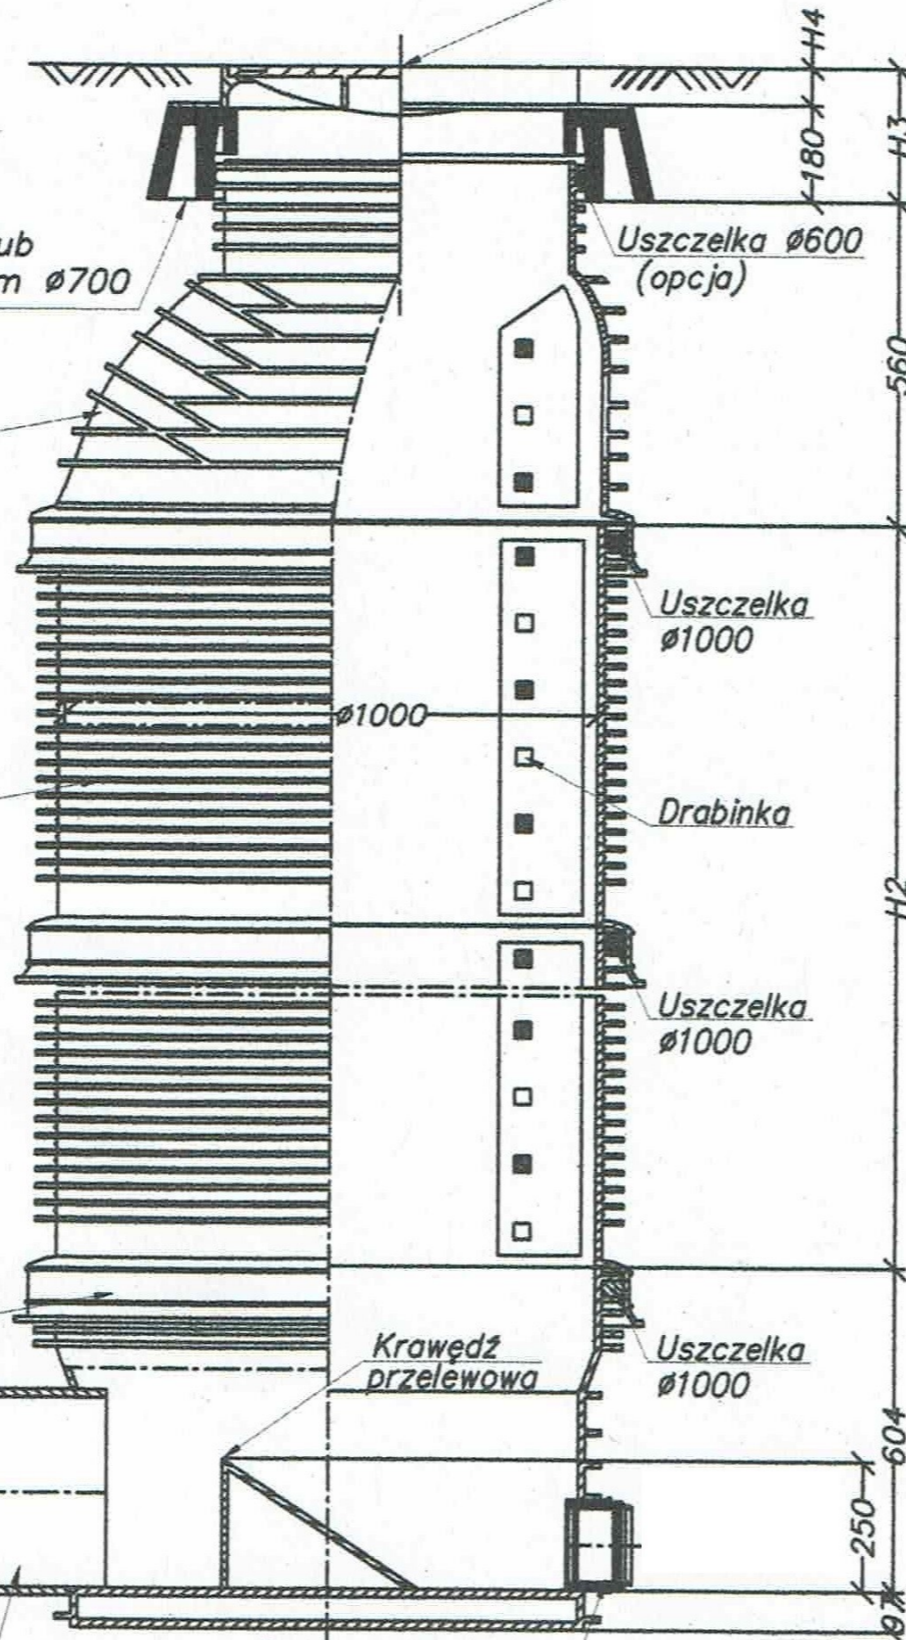 H4
180
H3
ub
m ø700
Uszczelka ø600
(opcja)
560
Uszczelka
ø1000
ø1000
Drabinka
H2
Uszczelka
ø1000
Krawędź
przelewowa
Uszczelka
ø1000
604
250